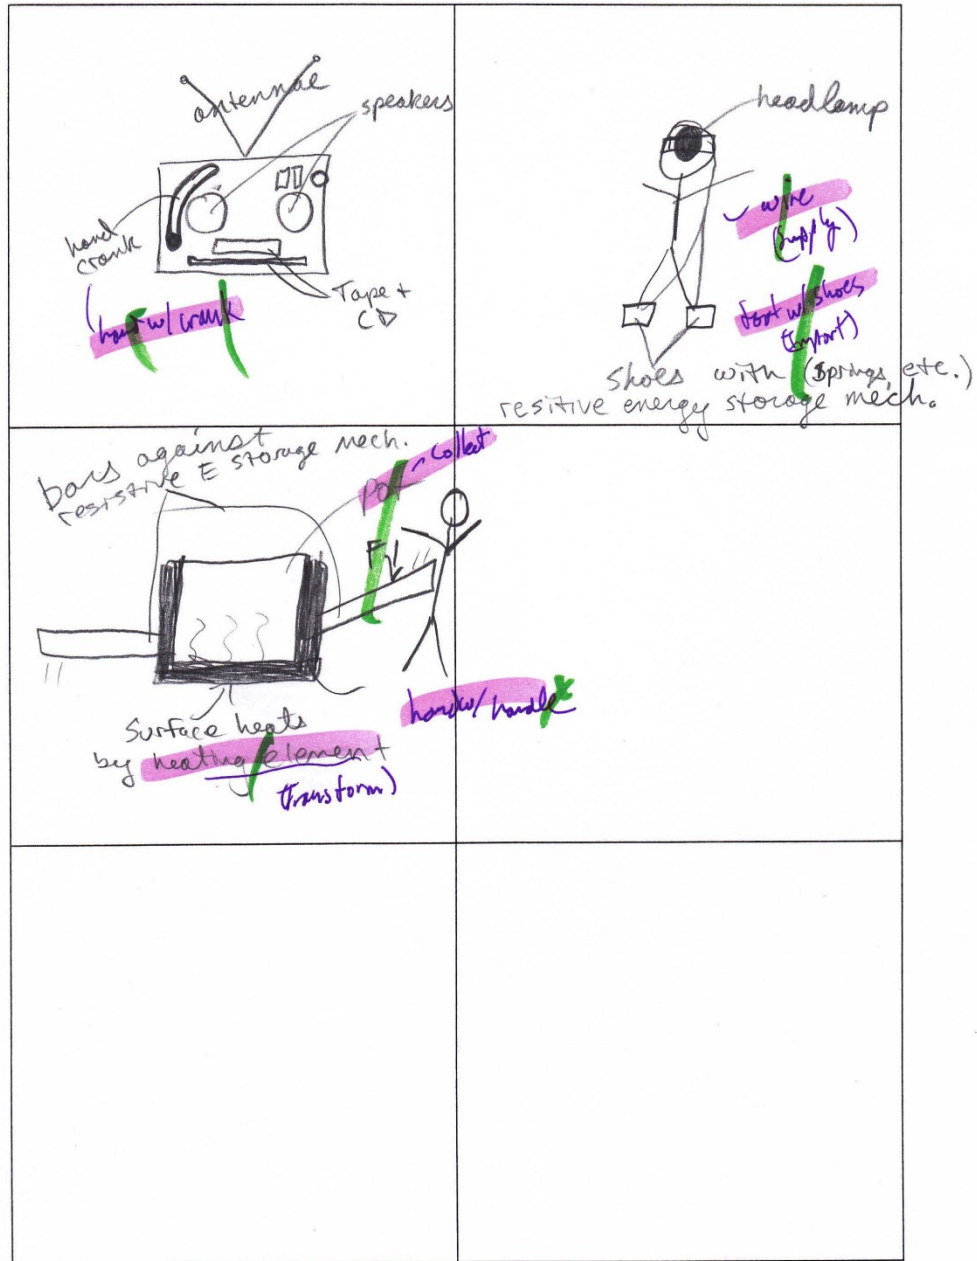 antennae
speakers
hand
crank
Tape +
CD
hand w/ crank
headlamp
wire
(supply)
foot w/ shoes
(import)
shoes with (springs, etc.)
resitive energy storage mech.
bars against
resistive E storage mech.
Pot - collect
F
hand w/ handle
Surface heats
by heating element
(transform)